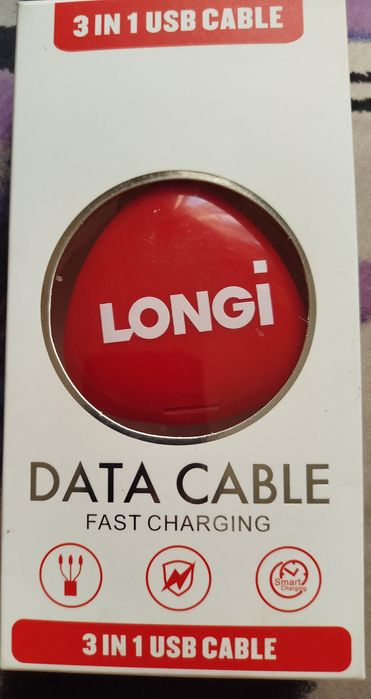 3 IN 1 USB CABLE
LONGi
DATA CABLE
FAST CHARGING
Smart
Charging
3 IN 1 USB CABLE